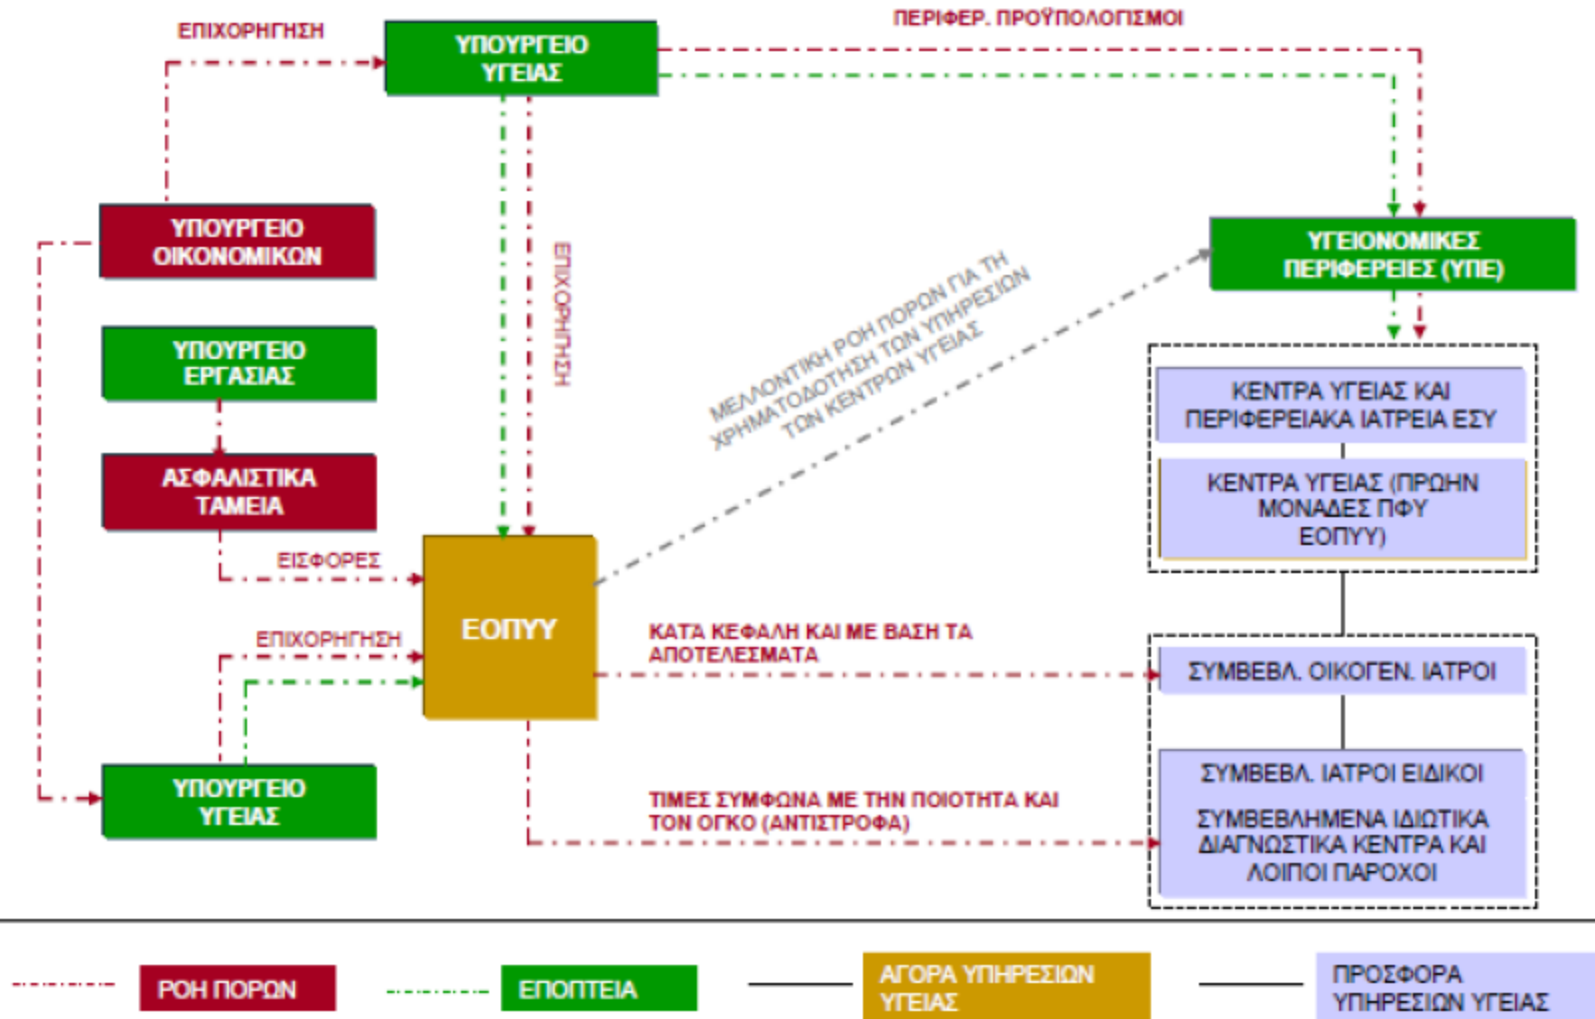 ΕΠΙΧΟΡΗΓΗΣΗ
ΥΠΟΥΡΓΕΙΟ
ΥΓΕΙΑΣ
ΠΕΡΙΦΕΡ. ΠΡΟΫΠΟΛΟΓΙΣΜΟΙ
ΥΠΟΥΡΓΕΙΟ
ΟΙΚΟΝΟΜΙΚΩΝ
ΕΠΙΧΟΡΗΓΗΣΗ
ΜΕΛΛΟΝΤΙΚΗ ΡΟΗ ΠΟΡΩΝ ΓΙΑ ΤΗ
ΧΡΗΜΑΤΟΔΟΤΗΣΗ ΤΩΝ ΥΠΗΡΕΣΙΩΝ
ΤΩΝ ΚΕΝΤΡΩΝ ΥΓΕΙΑΣ
ΥΓΕΙΟΝΟΜΙΚΕΣ
ΠΕΡΙΦΕΡΕΙΕΣ (ΥΠΕ)
ΥΠΟΥΡΓΕΙΟ
ΕΡΓΑΣΙΑΣ
ΑΣΦΑΛΙΣΤΙΚΑ
ΤΑΜΕΙΑ
ΚΕΝΤΡΑ ΥΓΕΙΑΣ ΚΑΙ
ΠΕΡΙΦΕΡΕΙΑΚΑ ΙΑΤΡΕΙΑ ΕΣΥ
ΚΕΝΤΡΑ ΥΓΕΙΑΣ (ΠΡΩΗΝ
ΜΟΝΑΔΕΣ ΠΦΥ
ΕΟΠΥΥ)
ΕΙΣΦΟΡΕΣ
ΕΟΠΥΥ
ΕΠΙΧΟΡΗΓΗΣΗ
ΚΑΤΑ ΚΕΦΑΛΗ ΚΑΙ ΜΕ ΒΑΣΗ ΤΑ
ΑΠΟΤΕΛΕΣΜΑΤΑ
ΣΥΜΒΕΒΛ. ΟΙΚΟΓΕΝ. ΙΑΤΡΟΙ
ΥΠΟΥΡΓΕΙΟ
ΥΓΕΙΑΣ
ΤΙΜΕΣ ΣΥΜΦΩΝΑ ΜΕ ΤΗΝ ΠΟΙΟΤΗΤΑ ΚΑΙ
ΤΟΝ ΟΓΚΟ (ΑΝΤΙΣΤΡΟΦΑ)
ΣΥΜΒΕΒΛ. ΙΑΤΡΟΙ ΕΙΔΙΚΟΙ
ΣΥΜΒΕΒΛΗΜΕΝΑ ΙΔΙΩΤΙΚΑ
ΔΙΑΓΝΩΣΤΙΚΑ ΚΕΝΤΡΑ ΚΑΙ
ΛΟΙΠΟΙ ΠΑΡΟΧΟΙ
ΡΟΗ ΠΟΡΩΝ
ΕΠΟΠΤΕΙΑ
ΑΓΟΡΑ ΥΠΗΡΕΣΙΩΝ
ΥΓΕΙΑΣ
ΠΡΟΣΦΟΡΑ
ΥΠΗΡΕΣΙΩΝ ΥΓΕΙΑΣ